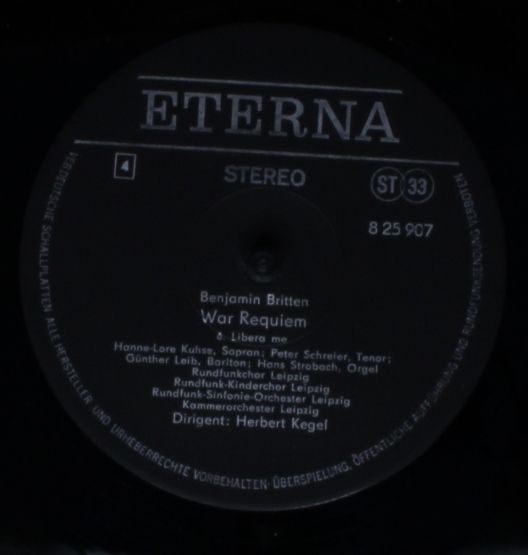 ETERNA
4
STEREO
ST 33
8 25 907
Benjamin Britten
War Requiem
6. Libera me
Hanne-Lore Kuhse, Sopran; Peter Schreier, Tenor;
Günther Leib, Bariton; Hans Strobach, Orgel
Rundfunkchor Leipzig
Rundfunk-Kinderchor Leipzig
Rundfunk-Sinfonie-Orchester Leipzig
Kammerorchester Leipzig
Dirigent: Herbert Kegel
VEB DEUTSCHE SCHALLPLATTEN ALLE HERSTELLER- UND URHEBERRECHTE VORBEHALTEN· ÜBERSPIELUNG, ÖFFENTLICHE AUFFÜHRUNG UND RUNDFUNKSENDUNG VERBOTEN